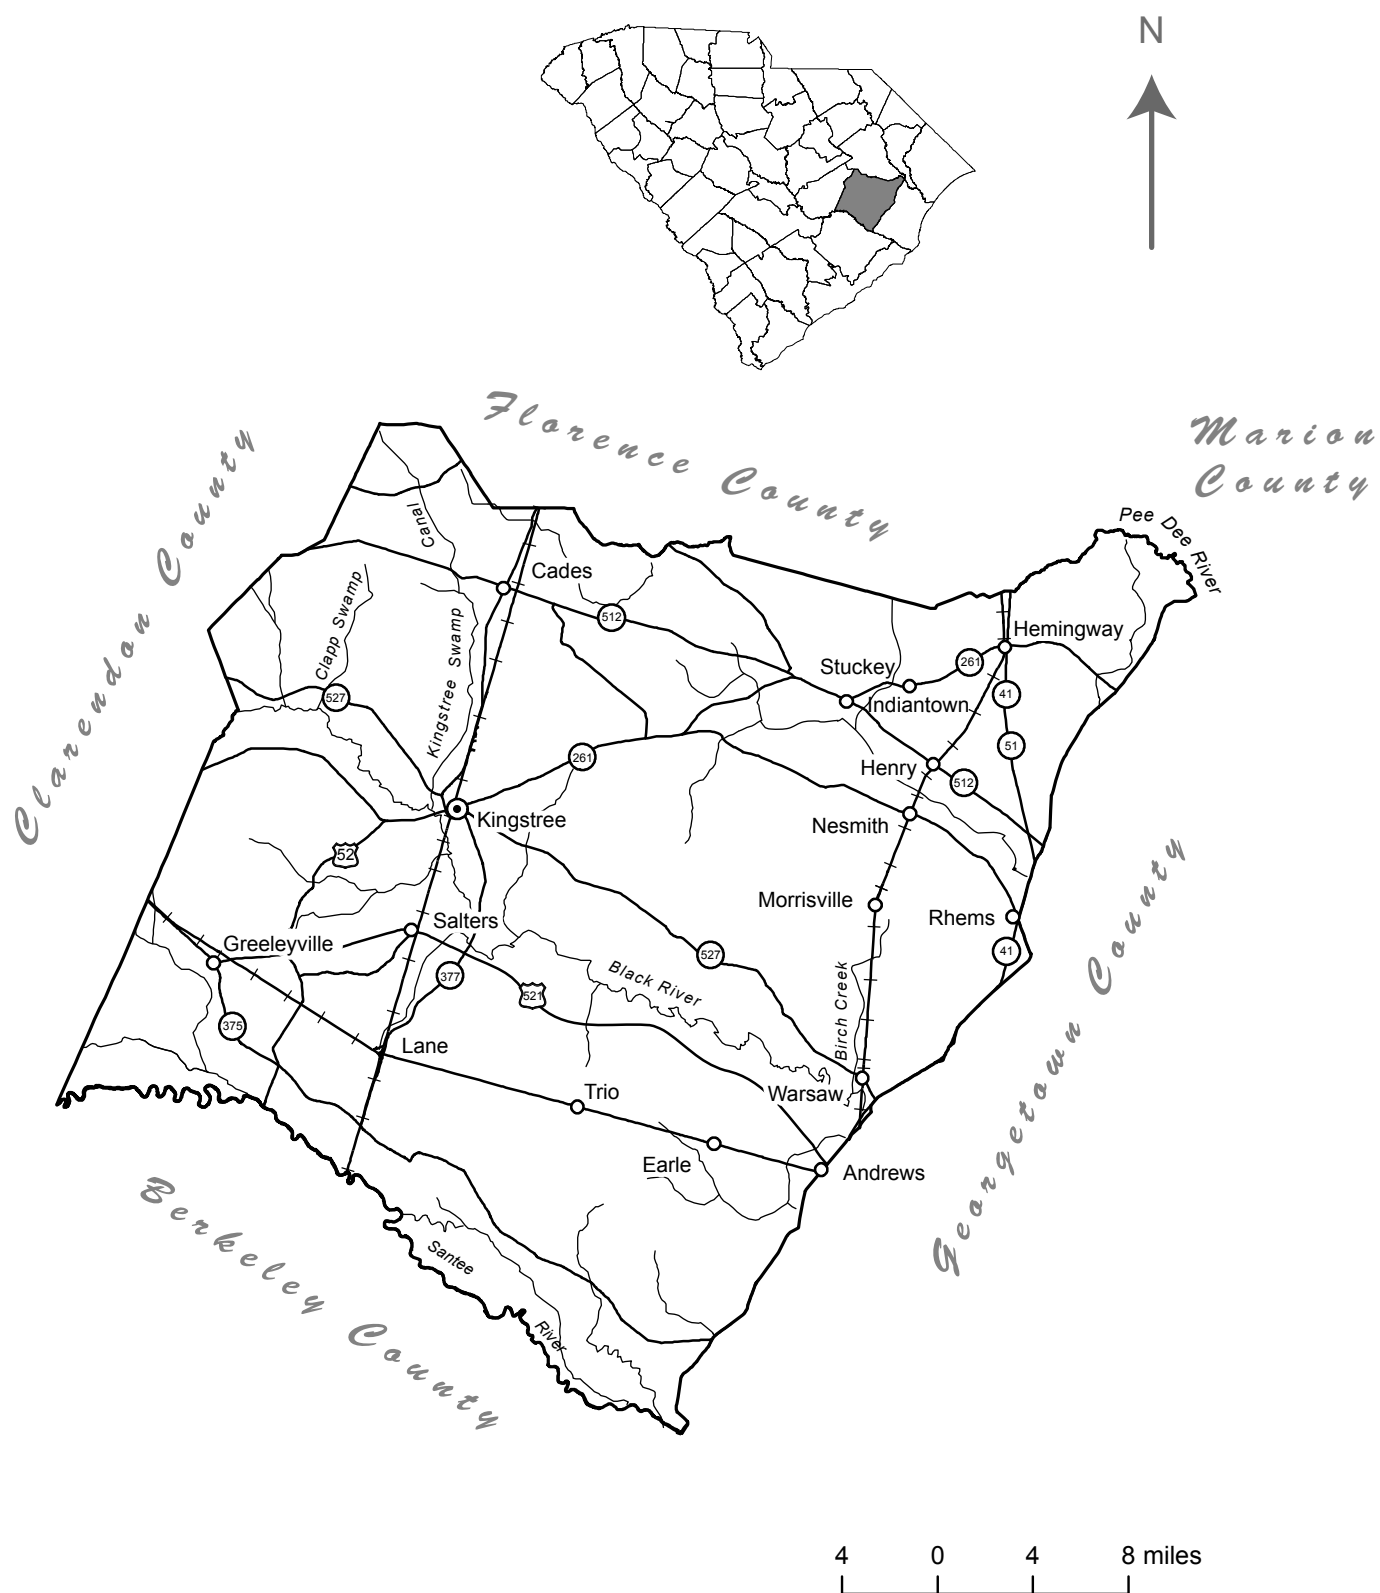 N
Florence County
Marion
County
Clarendon County
Pee Dee River
Canal
Cades
Clapp Swamp
Kingstree Swamp
512
Hemingway
Stuckey
261
527
Indiantown
41
51
261
Henry
512
Kingstree
Nesmith
52
Morrisville
Rhems
Salters
Greeleyville
527
41
377
Black River
521
Birch Creek
375
Lane
Trio
Warsaw
Earle
Andrews
Georgetown County
Berkeley County
Santee
River
4 0 4 8 miles